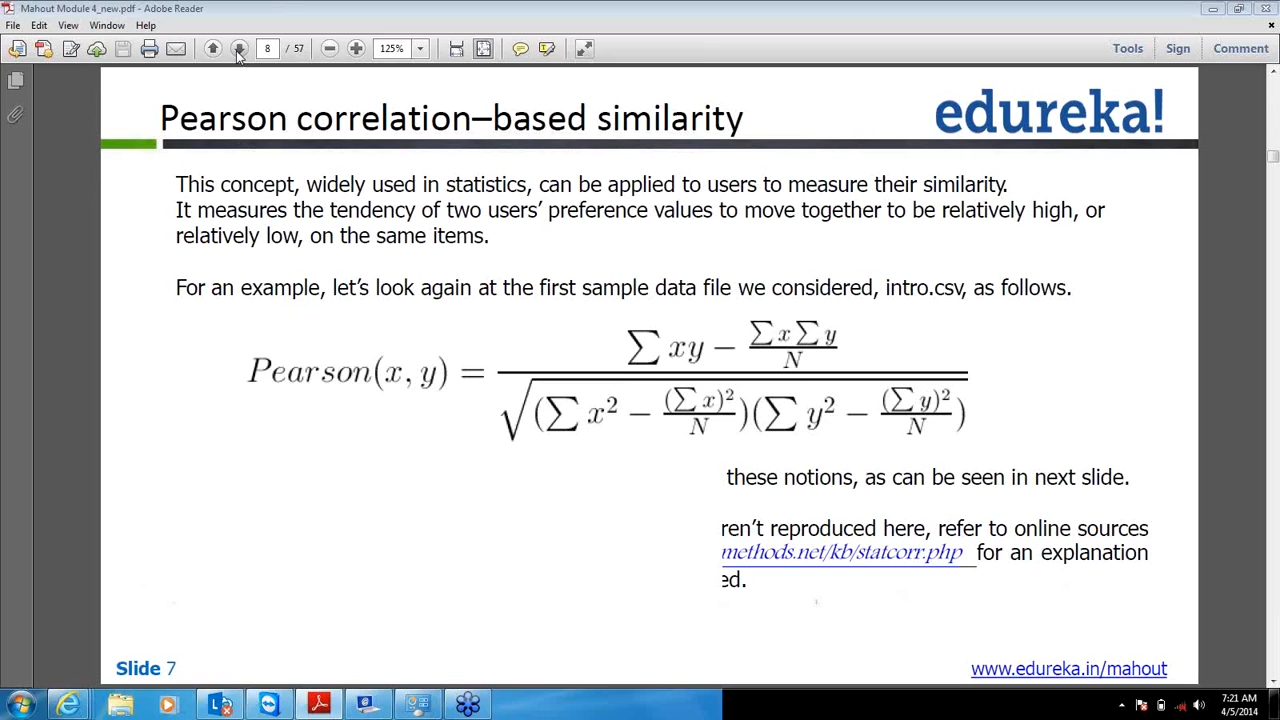 Mahout Module 4_new.pdf - Adobe Reader
File Edit View Window Help
8 / 57 125% Tools Sign Comment
Pearson correlation–based similarity
edureka!
This concept, widely used in statistics, can be applied to users to measure their similarity.
It measures the tendency of two users’ preference values to move together to be relatively high, or
relatively low, on the same items.
For an example, let’s look again at the first sample data file we considered, intro.csv, as follows.
Pearson(x, y) = (∑ xy − (∑ x ∑ y)/N) / √((∑ x² − (∑ x)²/N)(∑ y² − (∑ y)²/N))
these notions, as can be seen in next slide.
ren’t reproduced here, refer to online sources
methods.net/kb/statcorr.php for an explanation
ed.
Slide 7
www.edureka.in/mahout
7:21 AM
4/5/2014